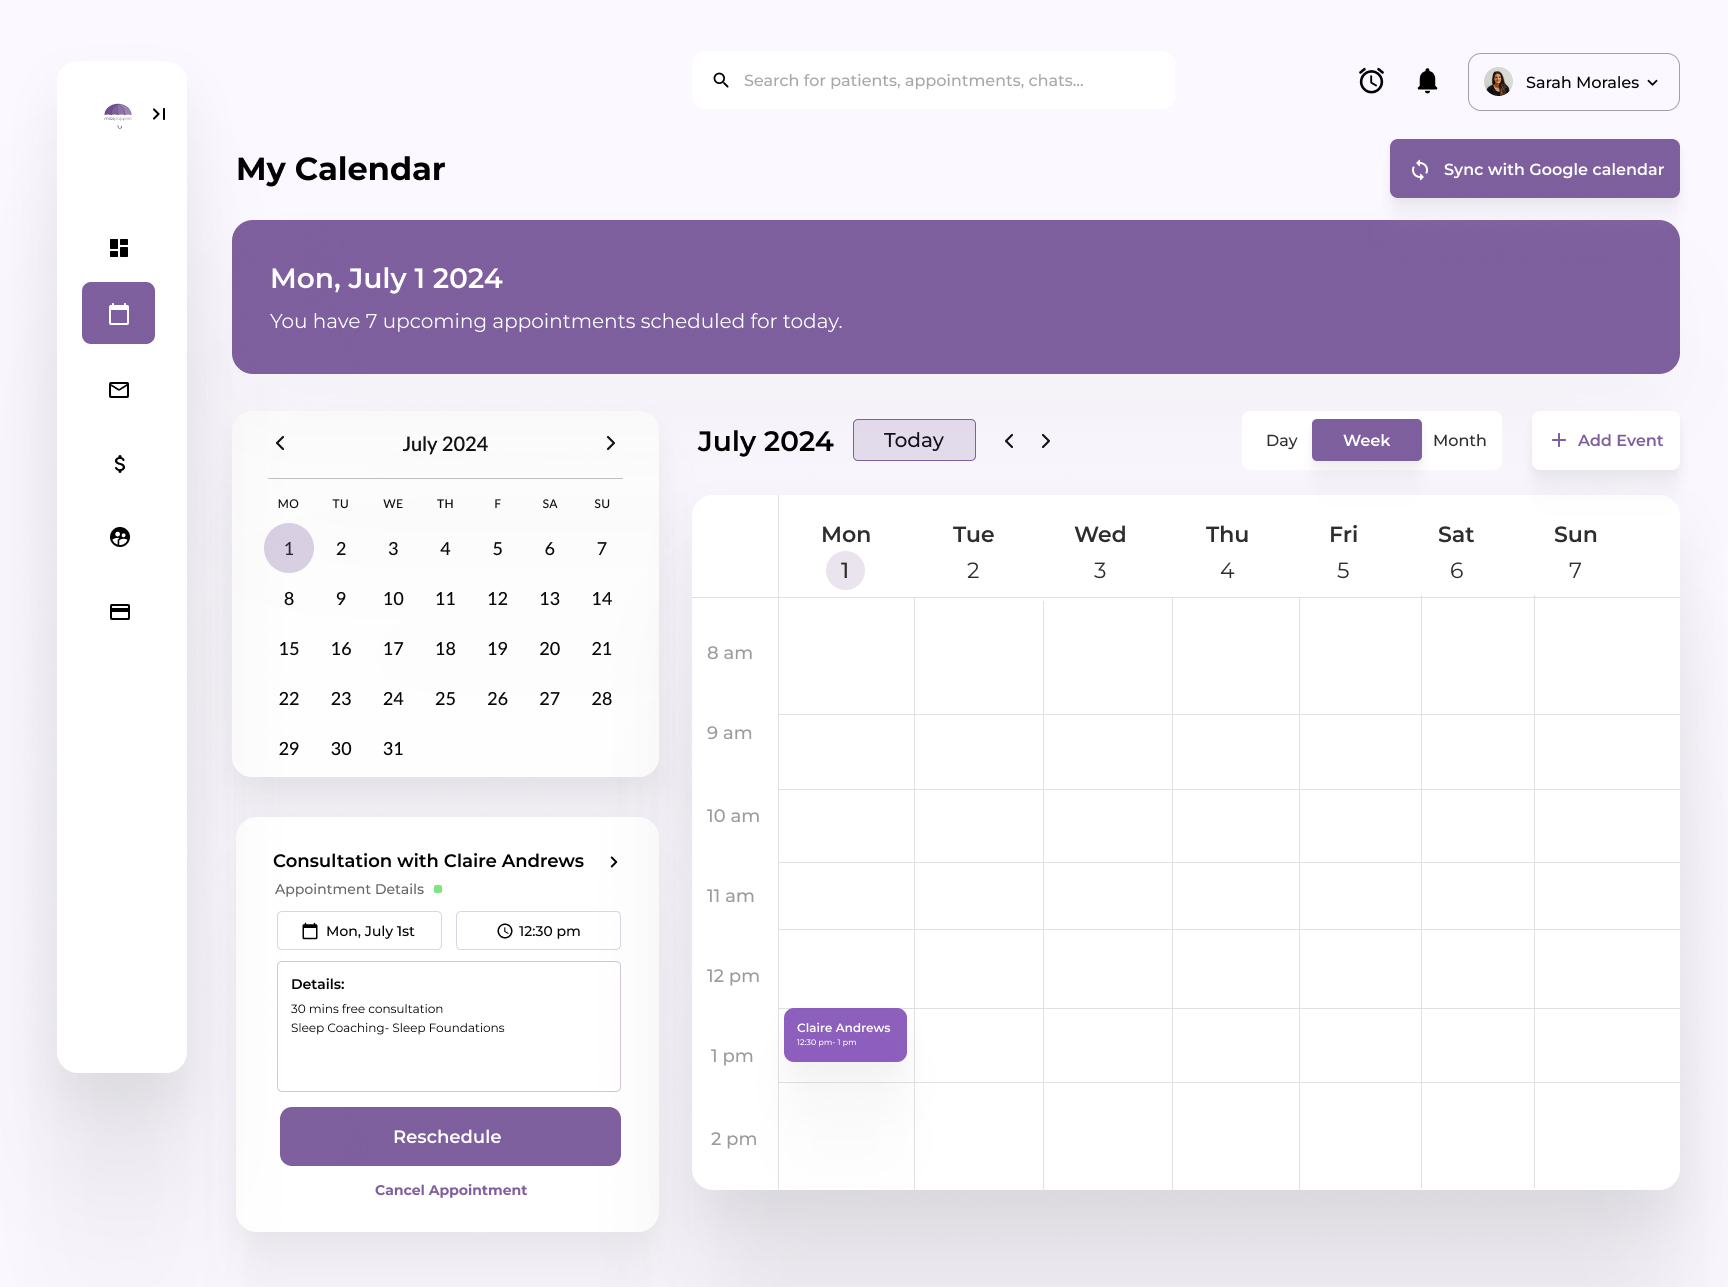 Search for patients, appointments, chats...
Sarah Morales
My Calendar
Sync with Google calendar
Mon, July 1 2024
You have 7 upcoming appointments scheduled for today.
July 2024
MO TU WE TH F SA SU
1 2 3 4 5 6 7
8 9 10 11 12 13 14
15 16 17 18 19 20 21
22 23 24 25 26 27 28
29 30 31
Consultation with Claire Andrews
Appointment Details
Mon, July 1st
12:30 pm
Details:
30 mins free consultation
Sleep Coaching- Sleep Foundations
Reschedule
Cancel Appointment
July 2024
Today
Day
Week
Month
Add Event
Mon Tue Wed Thu Fri Sat Sun
1 2 3 4 5 6 7
8 am
9 am
10 am
11 am
12 pm
Claire Andrews
12:30 pm- 1 pm
1 pm
2 pm